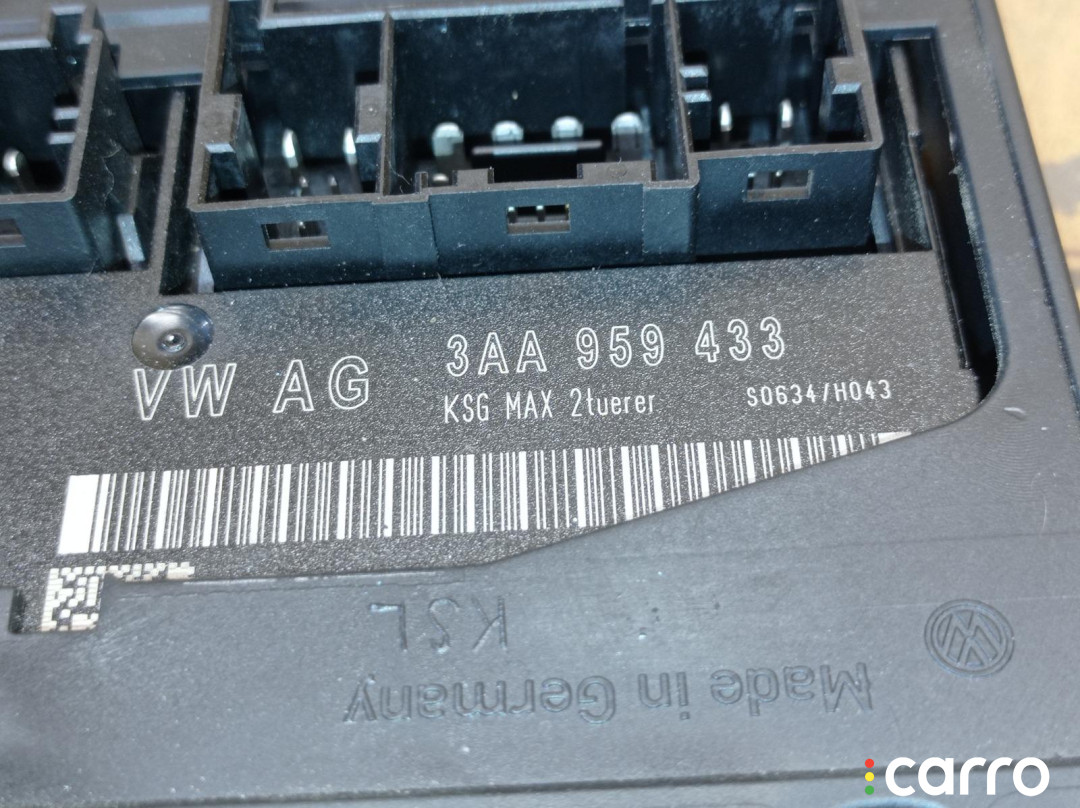 VW AG 3AA 959 433
KSG MAX 2tuerer S0634/H043
KSL
Made in Germany
carro